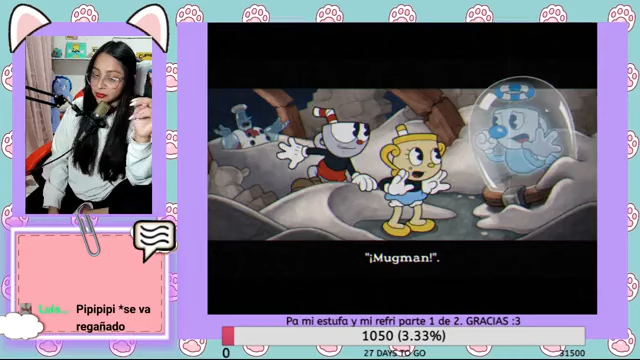 "¡Mugman!".
Pipipipi *se va
regañado
Pa mi estufa y mi refri parte 1 de 2. GRACIAS :3
1050 (3.33%)
0 27 DAYS TO GO 31500